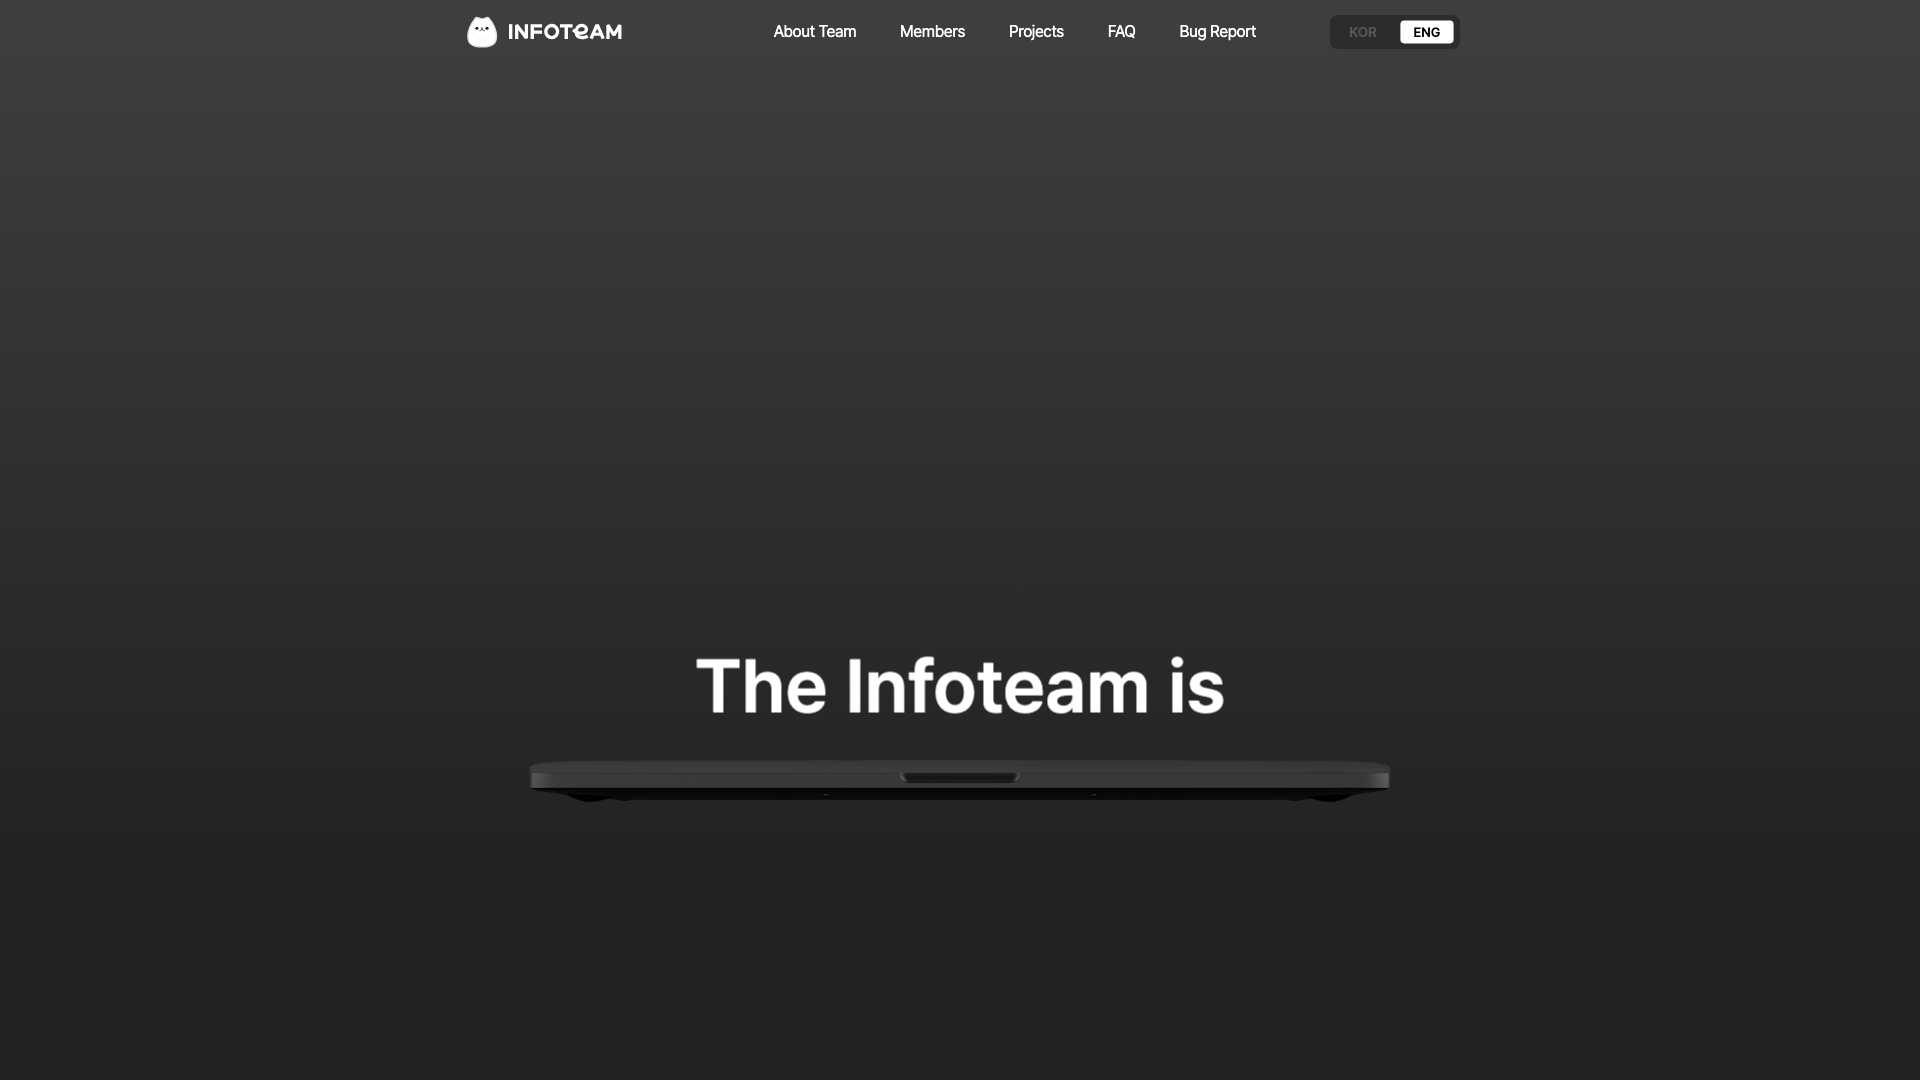 INFOTEAM
About Team
Members
Projects
FAQ
Bug Report
KOR
ENG
The Infoteam is